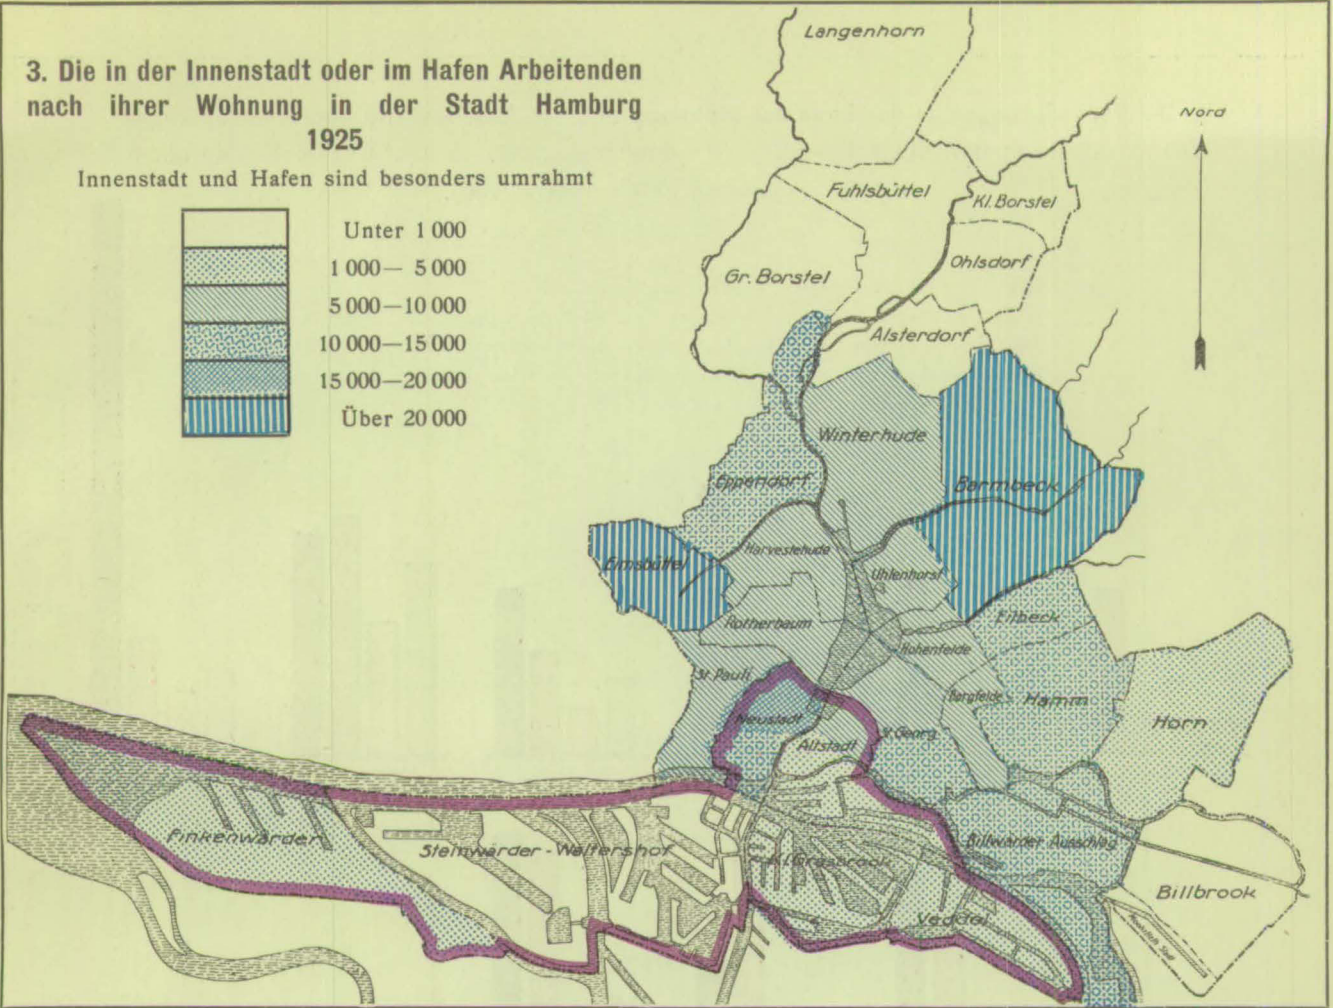 3. Die in der Innenstadt oder im Hafen Arbeitenden
nach ihrer Wohnung in der Stadt Hamburg
1925
Innenstadt und Hafen sind besonders umrahmt
Unter 1 000
1 000— 5 000
5 000—10 000
10 000—15 000
15 000—20 000
Über 20 000
Nord
Langenhorn
Fuhlsbüttel
Kl. Borstel
Gr. Borstel
Ohlsdorf
Alsterdorf
Winterhude
Eppendorf
Barmbeck
Harvestehude
Eimsbüttel
Uhlenhorst
Rotherbaum
Eilbeck
Hohenfelde
St. Pauli
Borgfelde
Hamm
Neustadt
Horn
St. Georg
Altstadt
Finkenwärder
Steinwärder-Waltershof
Kl. Grasbrook
Billwärder Ausschlag
Billbrook
Veddel